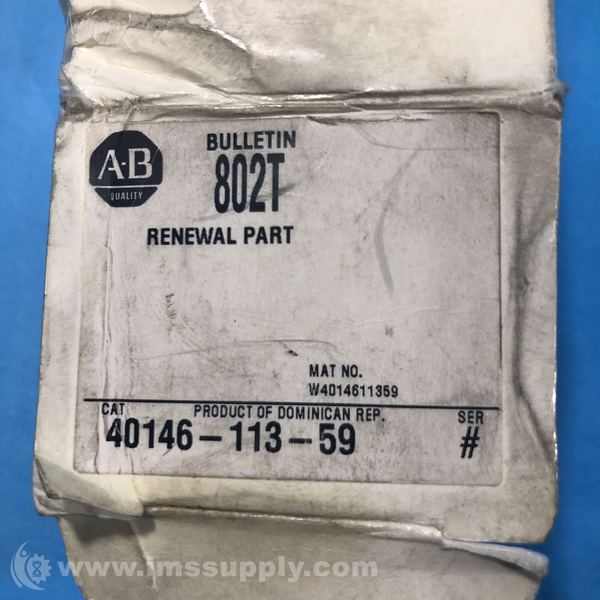 A-B
QUALITY
BULLETIN
802T
RENEWAL PART
MAT NO.
W4014611359
CAT
PRODUCT OF DOMINICAN REP.
SER
40146-113-59
#
www.imssupply.com